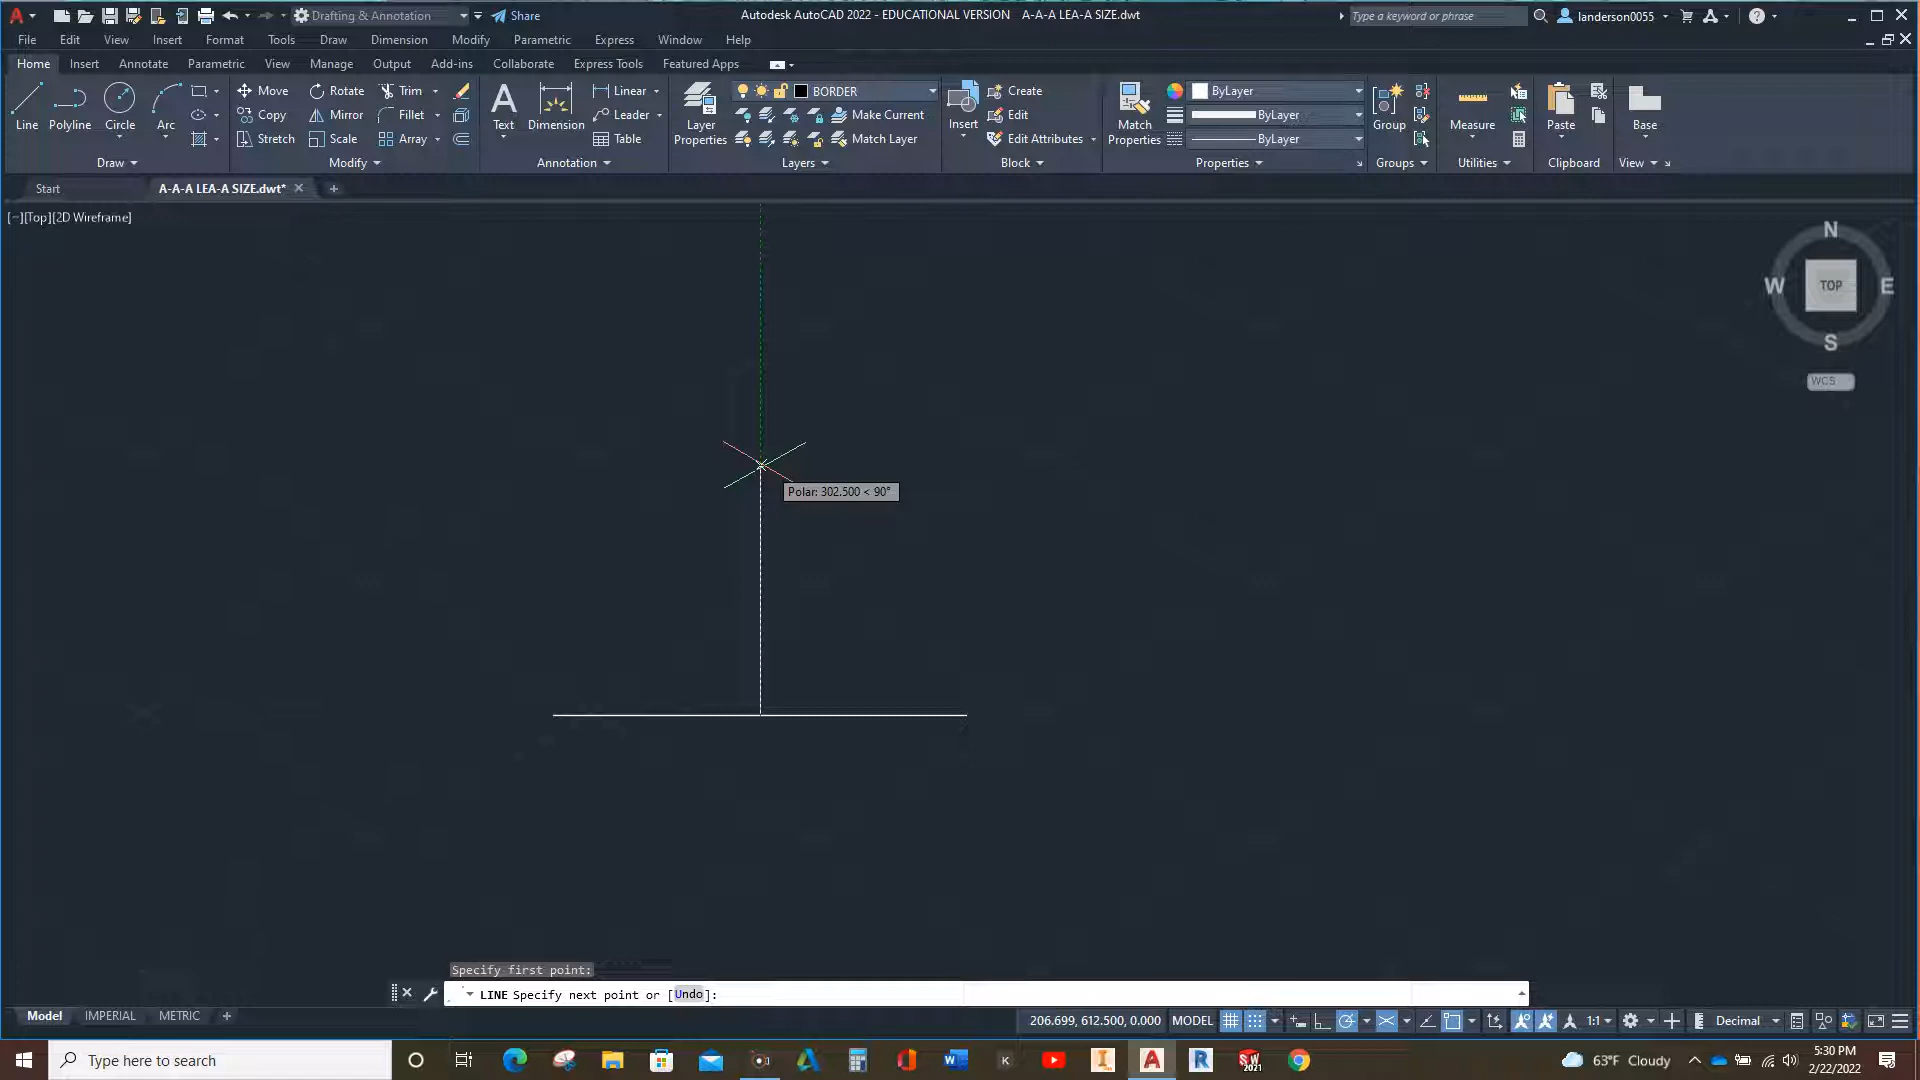 Drafting & Annotation
Share
Autodesk AutoCAD 2022 - EDUCATIONAL VERSION A-A-A LEA-A SIZE.dwt
Type a keyword or phrase
landerson0055
File Edit View Insert Format Tools Draw Dimension Modify Parametric Express Window Help
Home Insert Annotate Parametric View Manage Output Add-ins Collaborate Express Tools Featured Apps
Line Polyline Circle Arc
Draw
Move Rotate Trim
Copy Mirror Fillet
Stretch Scale Array
Modify
Text Dimension
Linear
Leader
Table
Annotation
Layer Properties
BORDER
Make Current
Match Layer
Layers
Insert
Create
Edit
Edit Attributes
Block
Match Properties
ByLayer
ByLayer
ByLayer
Properties
Group
Groups
Measure
Utilities
Paste
Clipboard
Base
View
Start A-A-A LEA-A SIZE.dwt*
[−][Top][2D Wireframe]
N
W TOP E
S
WCS
Polar: 302.500 < 90°
Specify first point:
LINE Specify next point or [Undo]:
Model IMPERIAL METRIC
206.699, 612.500, 0.000 MODEL 1:1 Decimal
Type here to search
63°F Cloudy
5:30 PM
2/22/2022